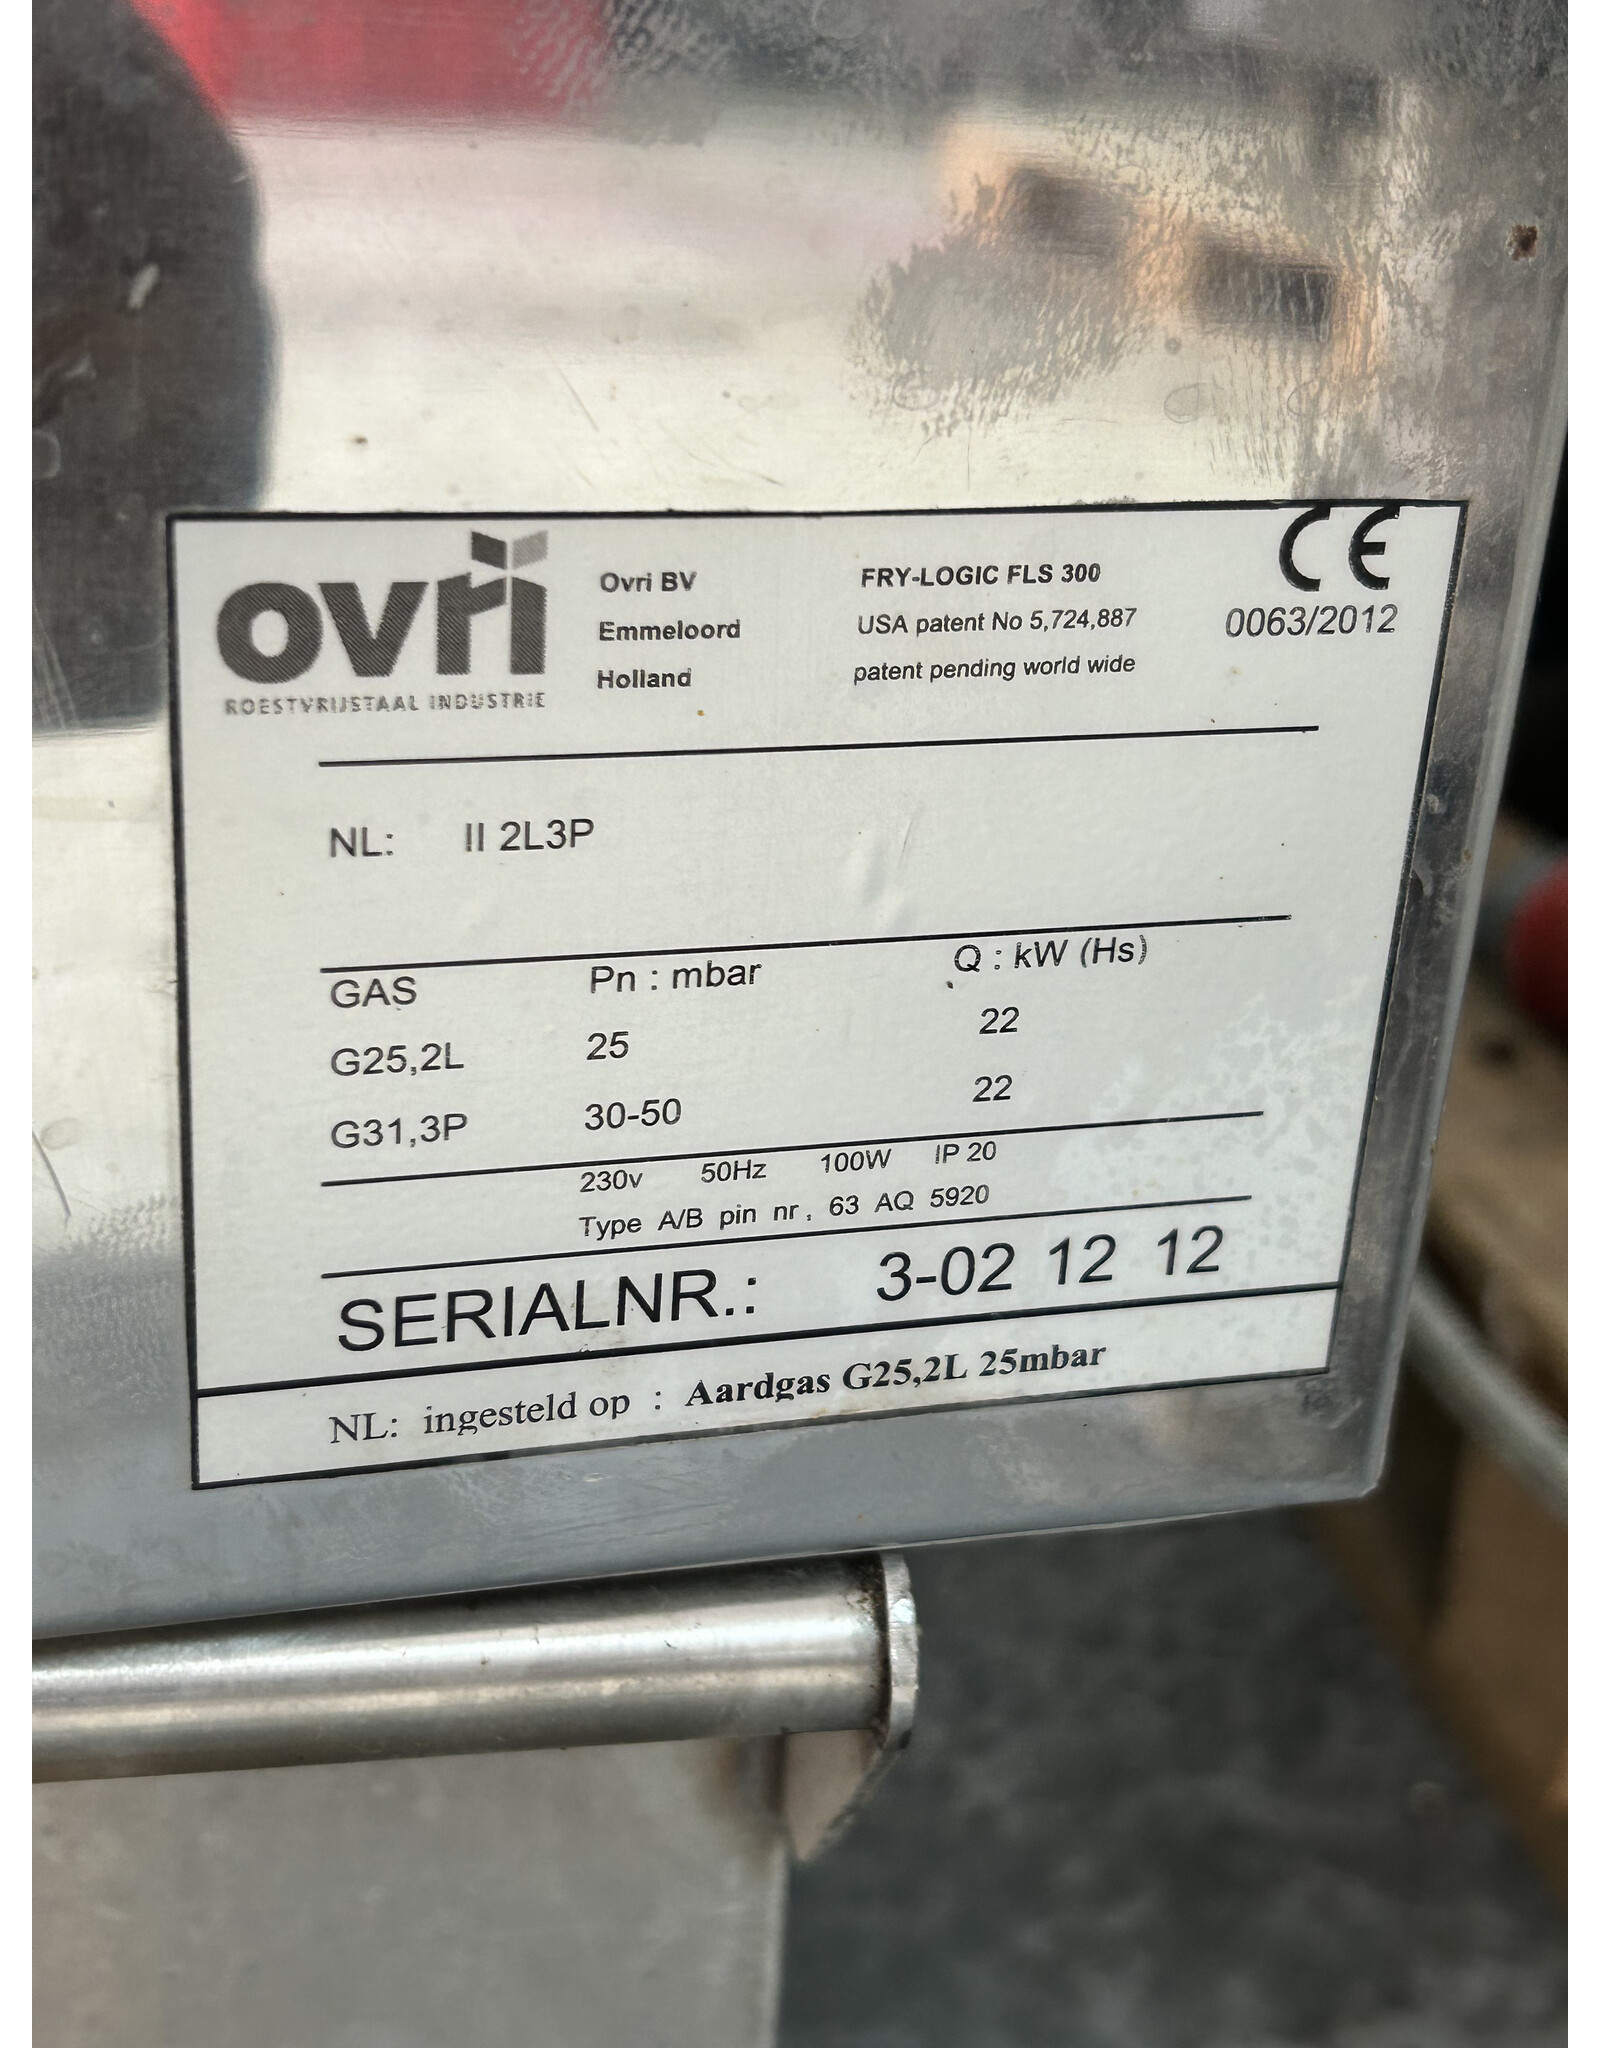 ovri
ROESTVRIJSTAAL INDUSTRIE
Ovri BV
Emmeloord
Holland
FRY-LOGIC FLS 300
USA patent No 5,724,887
patent pending world wide
CE
0063/2012
NL: II 2L3P
GAS Pn : mbar Q : kW (Hs)
G25,2L 25 22
G31,3P 30-50 22
230v 50Hz 100W IP 20
Type A/B pin nr, 63 AQ 5920
SERIALNR.: 3-02 12 12
NL: ingesteld op : Aardgas G25,2L 25mbar